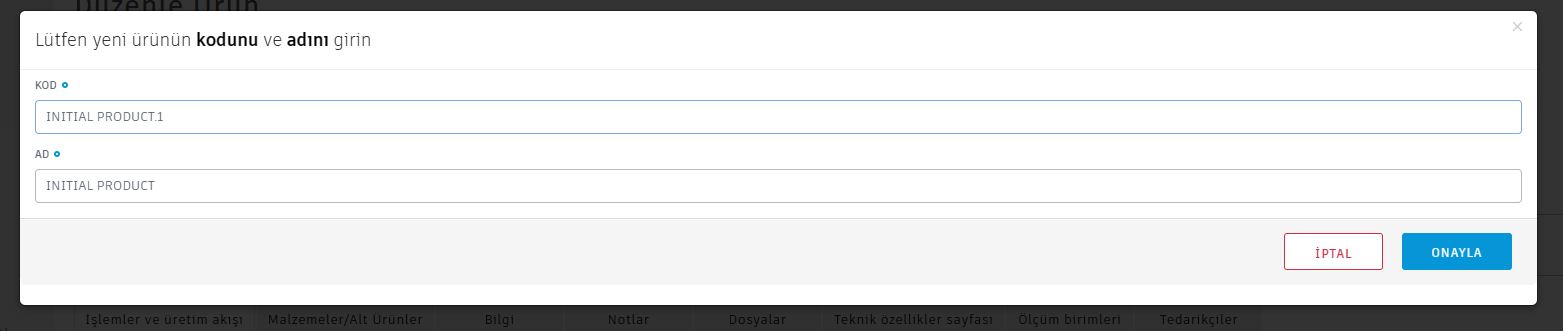 Düzenle Ürün
×
Lütfen yeni ürünün kodunu ve adını girin
KOD
INITIAL PRODUCT.1
AD
INITIAL PRODUCT
İPTAL ONAYLA
İşlemler ve üretim akışı Malzemeler/Alt Ürünler Bilgi Notlar Dosyalar Teknik özellikler sayfası Ölçüm birimleri Tedarikçiler